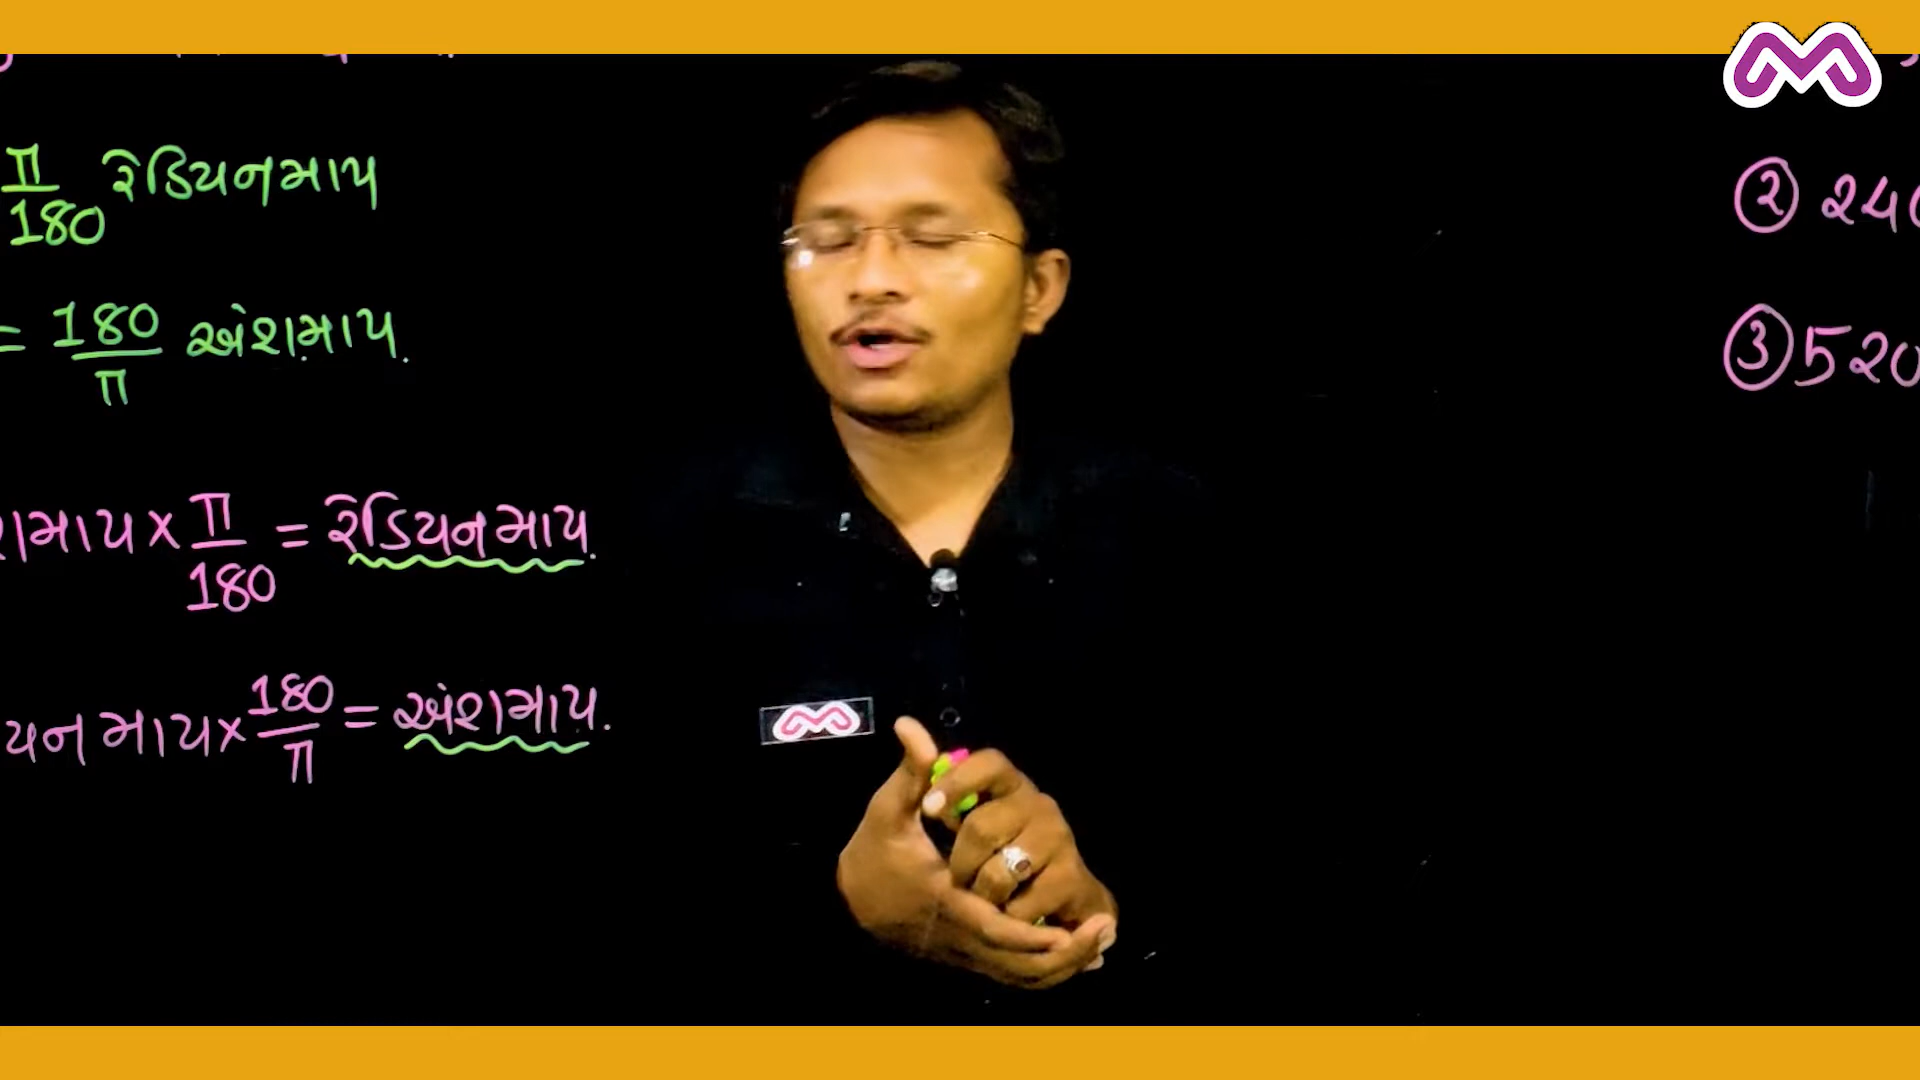 π/180 રેડિયનમાપ
= 180/π અંશમાપ.
શમાપ × π/180 = રેડિયનમાપ.
યન માપ × 180/π = અંશમાપ.
② 240
③ 520